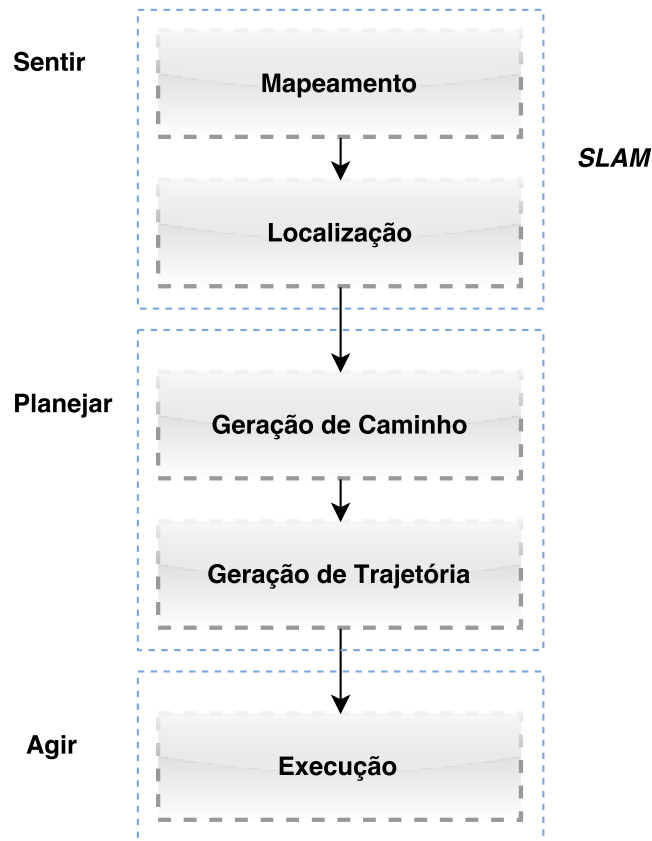 Sentir
Mapeamento
SLAM
Localização
Planejar
Geração de Caminho
Geração de Trajetória
Agir
Execução